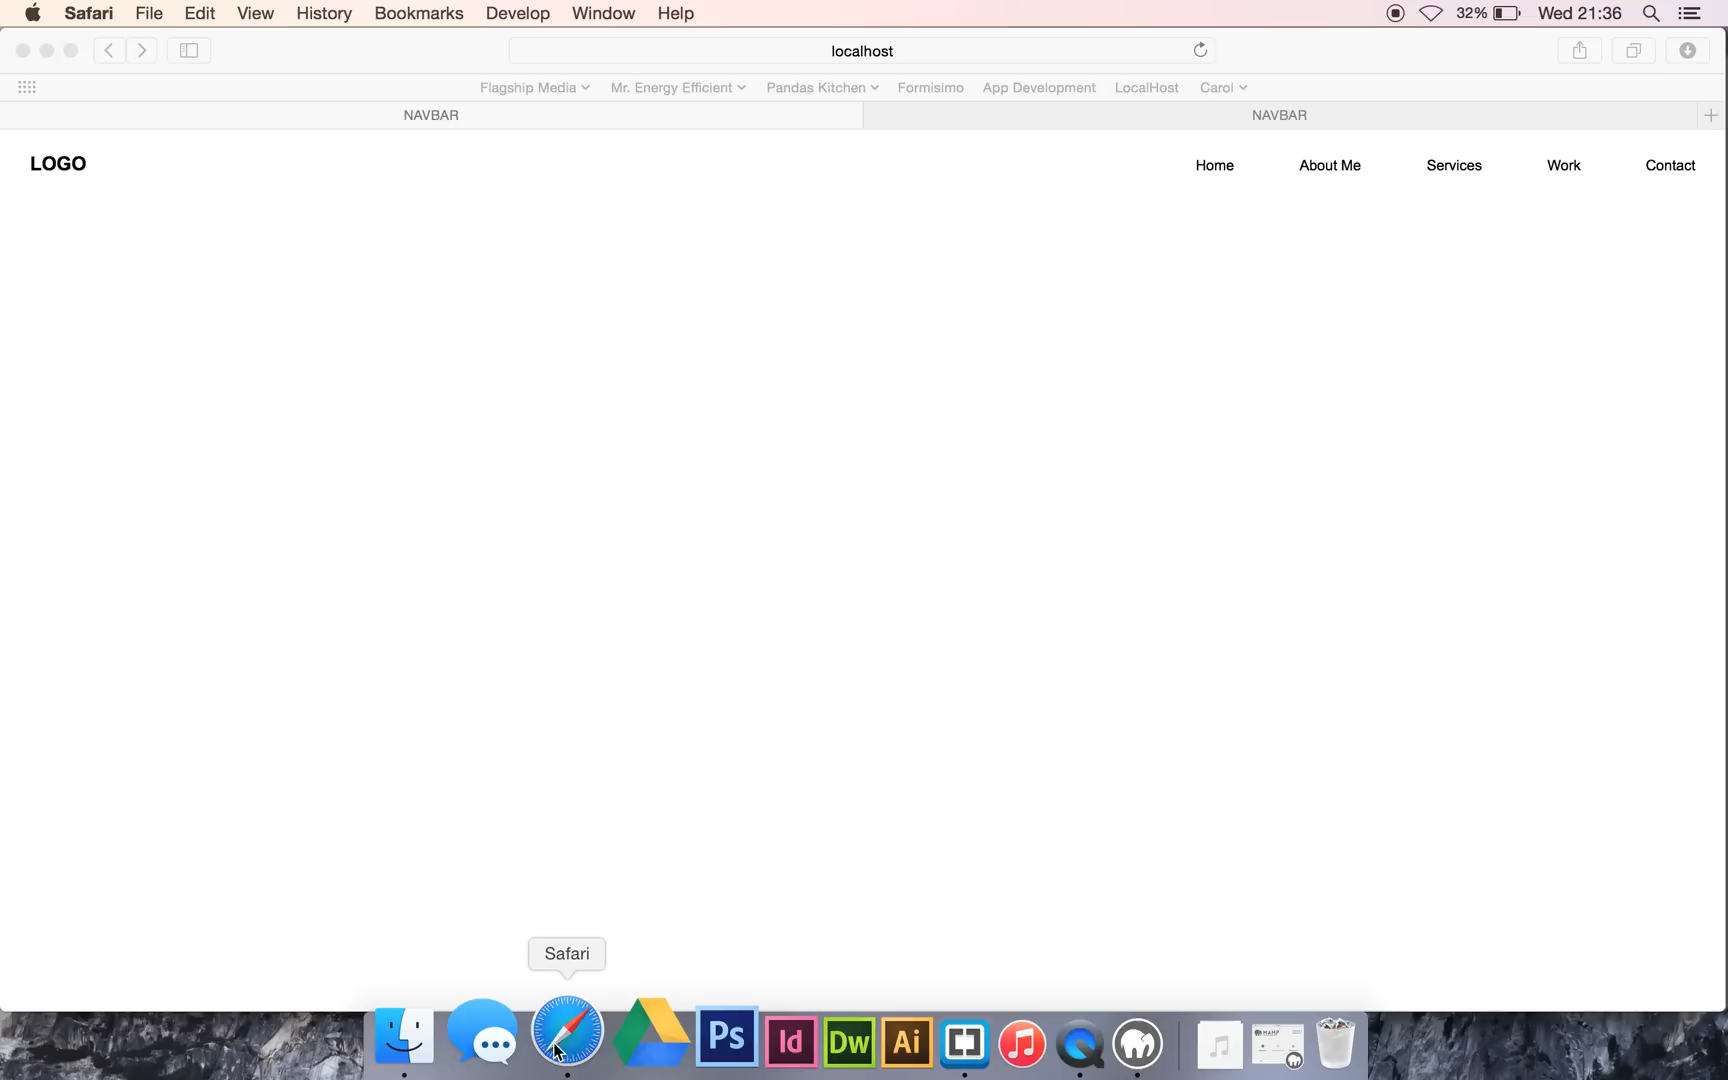 Safari File Edit View History Bookmarks Develop Window Help 32% Wed 21:36
localhost
Flagship Media Mr. Energy Efficient Pandas Kitchen Formisimo App Development LocalHost Carol
NAVBAR NAVBAR
LOGO Home About Me Services Work Contact
Safari
Ps Id Dw Ai